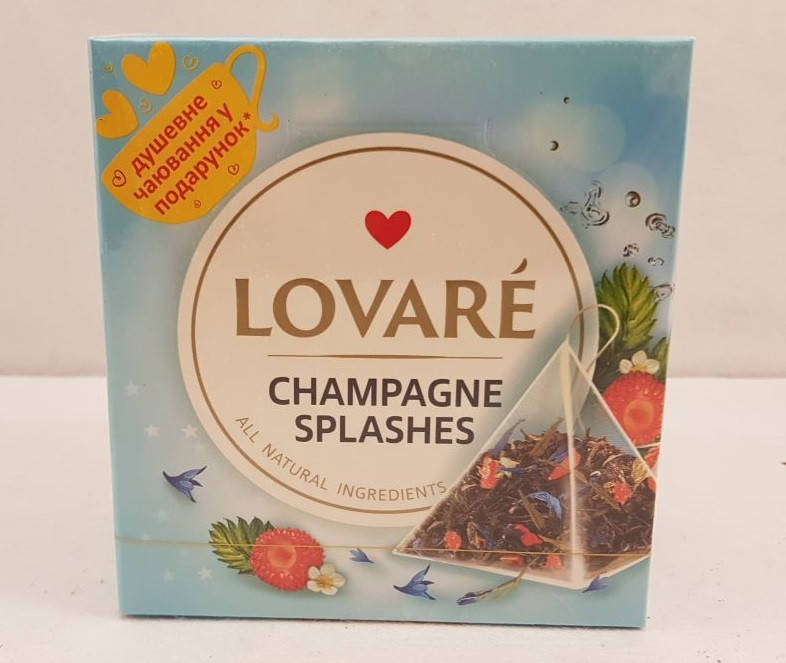 душевне
чаювання у
подарунок*
LOVARÉ
CHAMPAGNE
SPLASHES
ALL NATURAL INGREDIENTS